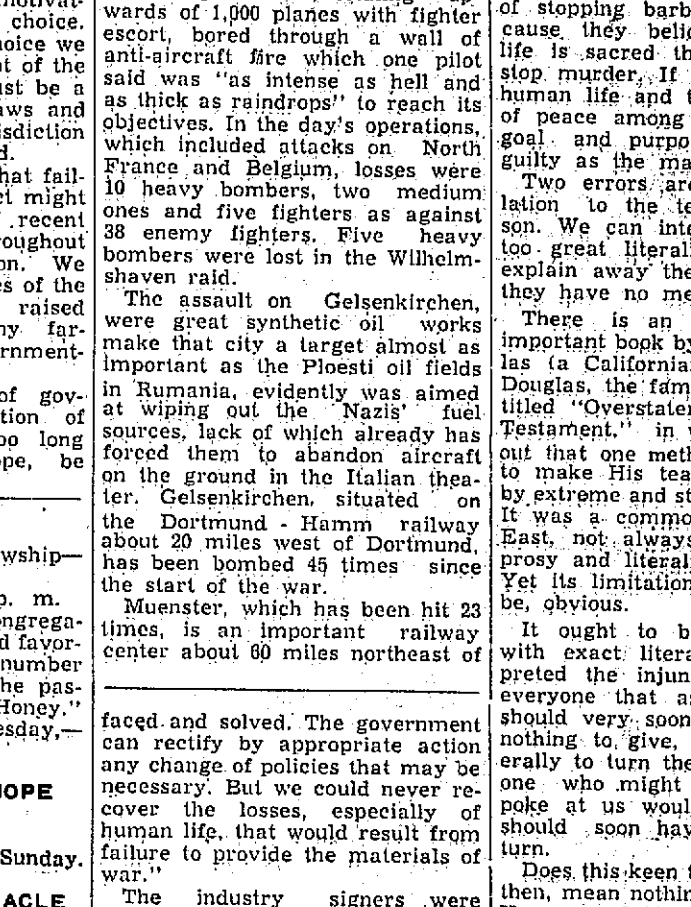 choice.
oice we
t of the
ust be a
aws and
isdiction
d.
hat fail-
ct might
recent
roughout
on. We
es of the
raised
ny far-
ernment-
of gov-
tion of
oo long
ope, be
wship—
p. m.
ongrega-
d favor-
number
he pas-
Honey."
esday,—
HOPE
Sunday.
ACLE
wards of 1,000 planes with fighter
escort, bored through a wall of
anti-aircraft fire which one pilot
said was "as intense as hell and
as thick as raindrops" to reach its
objectives. In the day's operations,
which included attacks on North
France and Belgium, losses were
10 heavy bombers, two medium
ones and five fighters as against
38 enemy fighters. Five heavy
bombers were lost in the Wilhelm-
shaven raid.
The assault on Gelsenkirchen,
were great synthetic oil works
make that city a target almost as
important as the Ploesti oil fields
in Rumania, evidently was aimed
at wiping out the Nazis' fuel
sources, lack of which already has
forced them to abandon aircraft
on the ground in the Italian thea-
ter. Gelsenkirchen, situated on
the Dortmund - Hamm railway
about 20 miles west of Dortmund,
has been bombed 45 times since
the start of the war.
Muenster, which has been hit 23
times, is an important railway
center about 60 miles northeast of
faced and solved. The government
can rectify by appropriate action
any change of policies that may be
necessary. But we could never re-
cover the losses, especially of
human life, that would result from
failure to provide the materials of
war."
The industry signers were
of stopping barb
cause they belie
life is sacred th
stop murder. If
human life and t
of peace among
goal and purpo
guilty as the ma
Two errors are
lation to the te
son. We can inte
too great literal
explain away the
they have no me
There is an
important book by
las (a California
Douglas, the fam
titled "Overstate
Testament," in w
out that one meth
to make His tea
by extreme and st
It was a commo
East, not always
prosy and literal
Yet its limitation
be, obvious.
It ought to b
with exact litera
preted the injun
everyone that as
should very soon
nothing to give,
erally to turn the
one who might
poke at us woul
should soon hav
turn.
Does this keen t
then, mean nothin